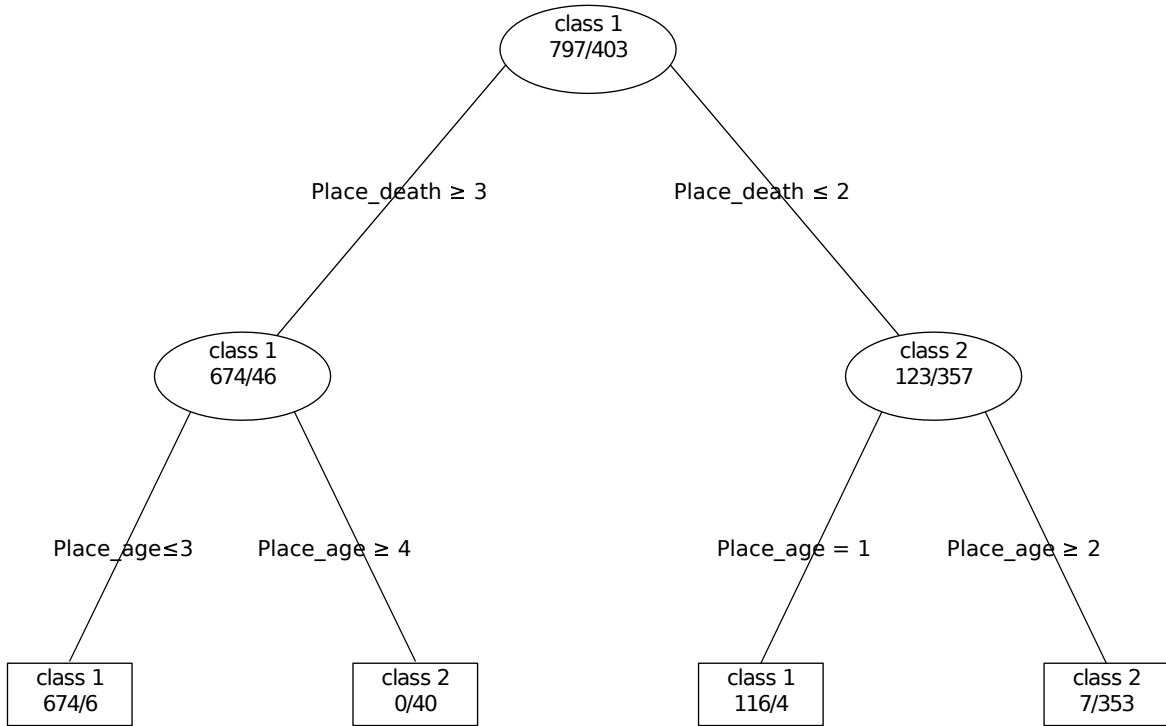 class 1
797/403
Place_death ≥ 3
Place_death ≤ 2
class 1
674/46
class 2
123/357
Place_age≤3
Place_age ≥ 4
Place_age = 1
Place_age ≥ 2
class 1
674/6
class 2
0/40
class 1
116/4
class 2
7/353